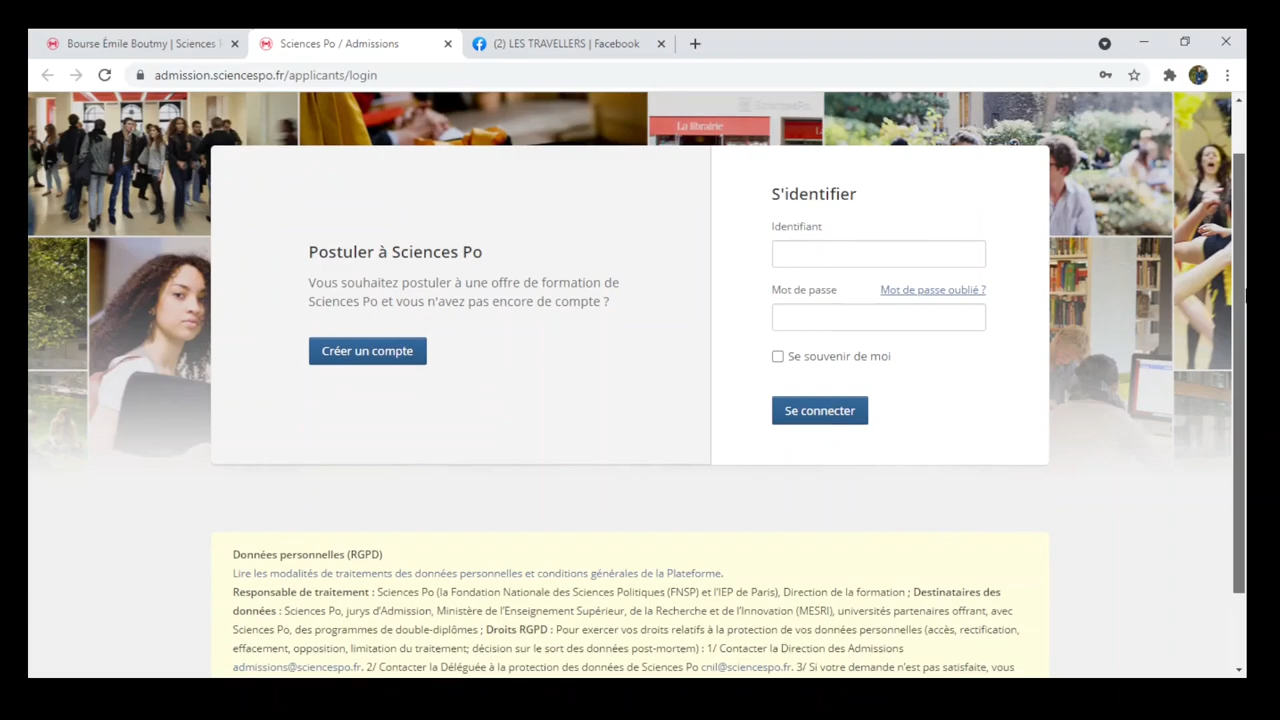 Bourse Émile Boutmy | Sciences
Sciences Po / Admissions
(2) LES TRAVELLERS | Facebook
admission.sciencespo.fr/applicants/login
La librairie
S'identifier
Identifiant
Postuler à Sciences Po
Vous souhaitez postuler à une offre de formation de
Sciences Po et vous n'avez pas encore de compte ?
Mot de passe Mot de passe oublié ?
Créer un compte
Se souvenir de moi
Se connecter
Données personnelles (RGPD)
Lire les modalités de traitements des données personnelles et conditions générales de la Plateforme.
Responsable de traitement : Sciences Po (la Fondation Nationale des Sciences Politiques (FNSP) et l'IEP de Paris), Direction de la formation ; Destinataires des
données : Sciences Po, jurys d'Admission, Ministère de l'Enseignement Supérieur, de la Recherche et de l'Innovation (MESRI), universités partenaires offrant, avec
Sciences Po, des programmes de double-diplômes ; Droits RGPD : Pour exercer vos droits relatifs à la protection de vos données personnelles (accès, rectification,
effacement, opposition, limitation du traitement; décision sur le sort des données post-mortem) : 1/ Contacter la Direction des Admissions
admissions@sciencespo.fr. 2/ Contacter la Déléguée à la protection des données de Sciences Po cnil@sciencespo.fr. 3/ Si votre demande n'est pas satisfaite, vous